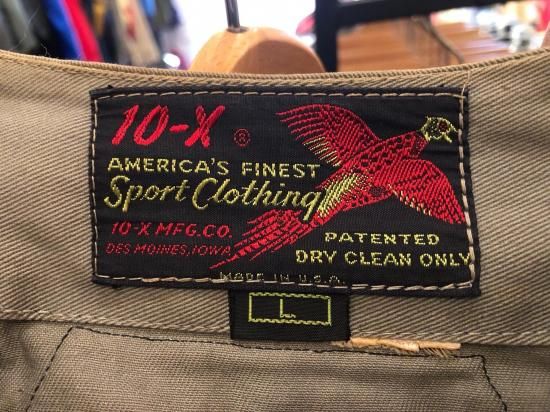 10-X ®
AMERICA'S FINEST
Sport Clothing
10-X MFG. CO.
DES MOINES, IOWA
PATENTED
DRY CLEAN ONLY
MADE IN U.S.A.
L